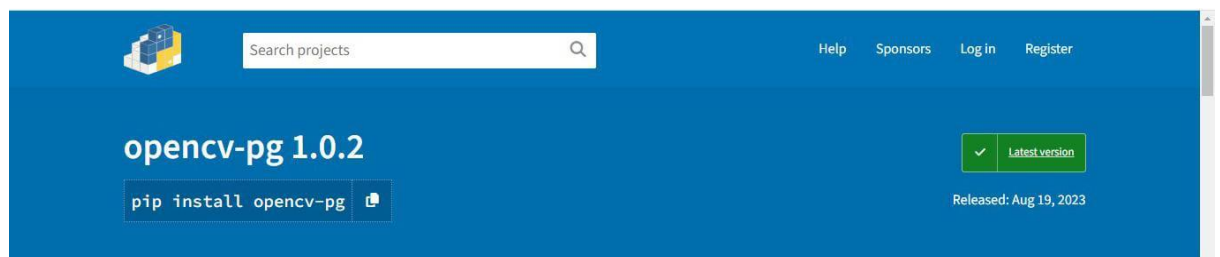 Search projects
Help Sponsors Log in Register
opencv-pg 1.0.2
Latest version
pip install opencv-pg
Released: Aug 19, 2023